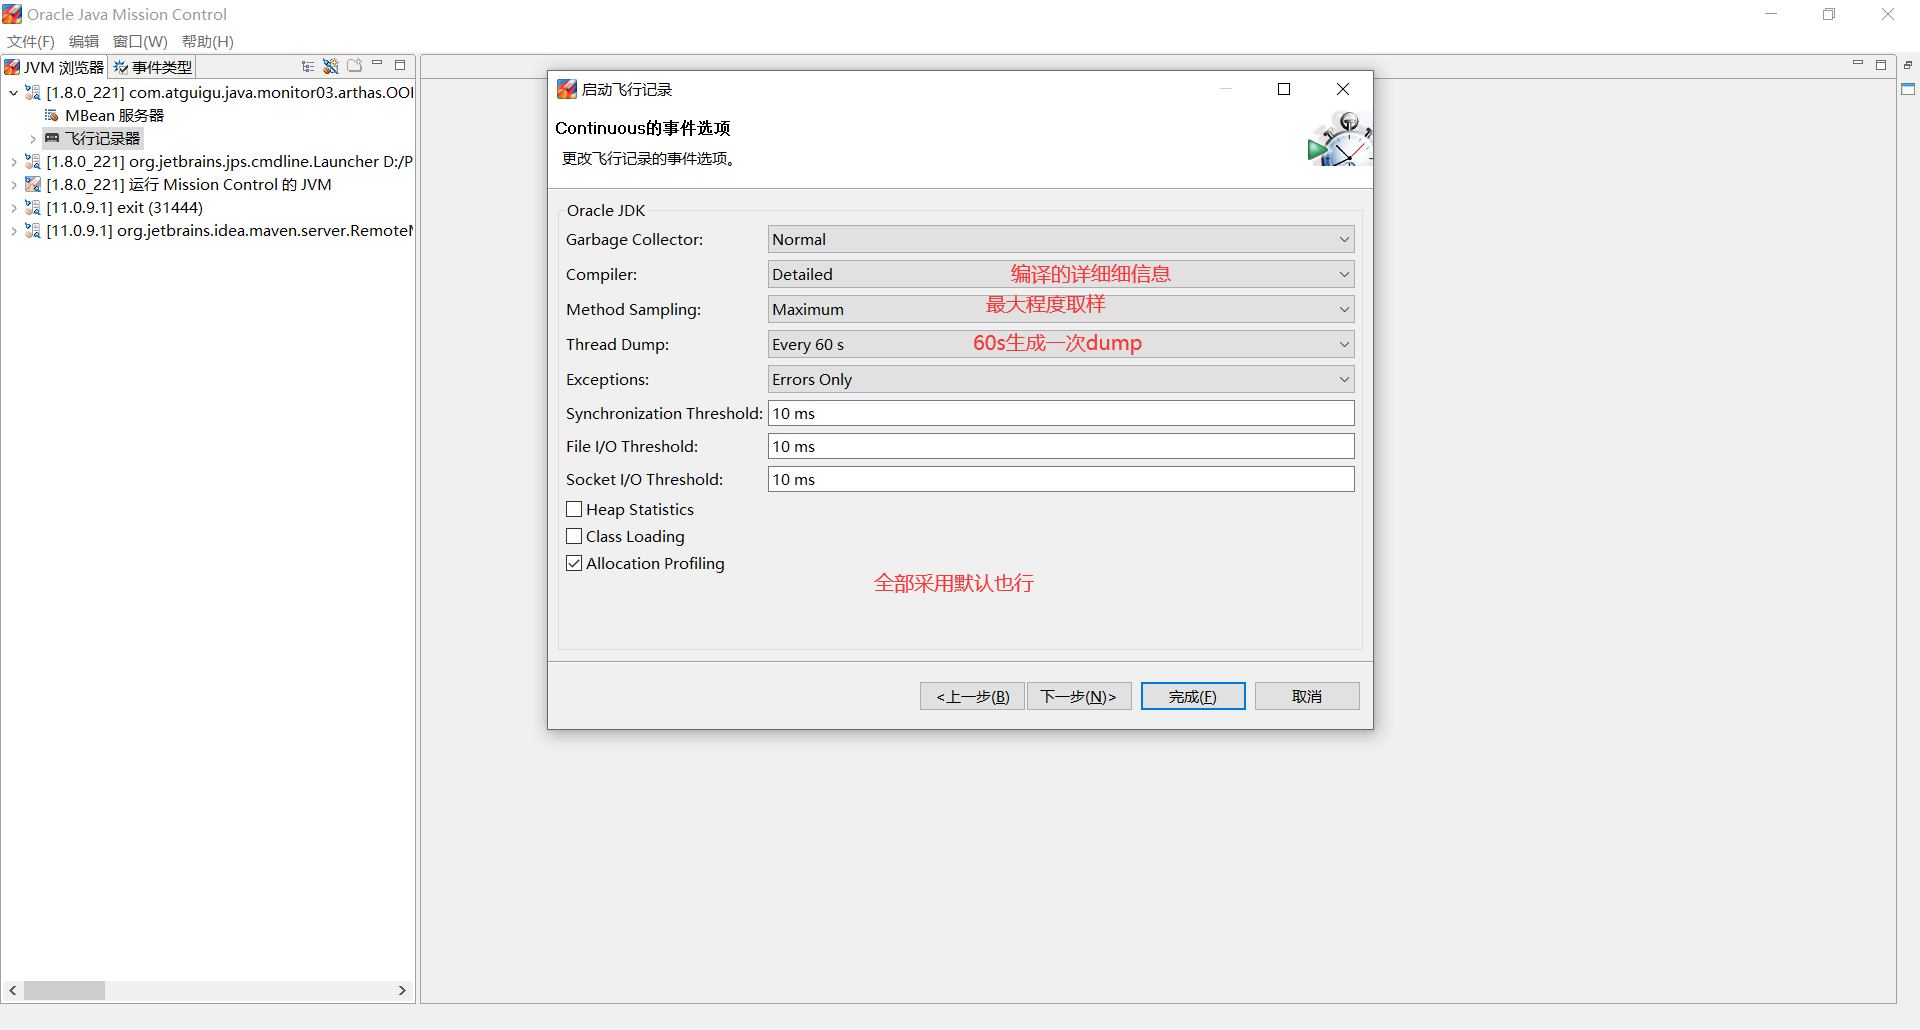 Oracle Java Mission Control
文件(F) 编辑 窗口(W) 帮助(H)
JVM 浏览器 事件类型
[1.8.0_221] com.atguigu.java.monitor03.arthas.OOI
MBean 服务器
飞行记录器
[1.8.0_221] org.jetbrains.jps.cmdline.Launcher D:/P
[1.8.0_221] 运行 Mission Control 的 JVM
[11.0.9.1] exit (31444)
[11.0.9.1] org.jetbrains.idea.maven.server.RemoteM
启动飞行记录
Continuous的事件选项
更改飞行记录的事件选项。
Oracle JDK
Garbage Collector: Normal
Compiler: Detailed 编译的详细细信息
Method Sampling: Maximum 最大程度取样
Thread Dump: Every 60 s 60s生成一次dump
Exceptions: Errors Only
Synchronization Threshold: 10 ms
File I/O Threshold: 10 ms
Socket I/O Threshold: 10 ms
Heap Statistics
Class Loading
Allocation Profiling
全部采用默认也行
<上一步(B) 下一步(N)> 完成(F) 取消